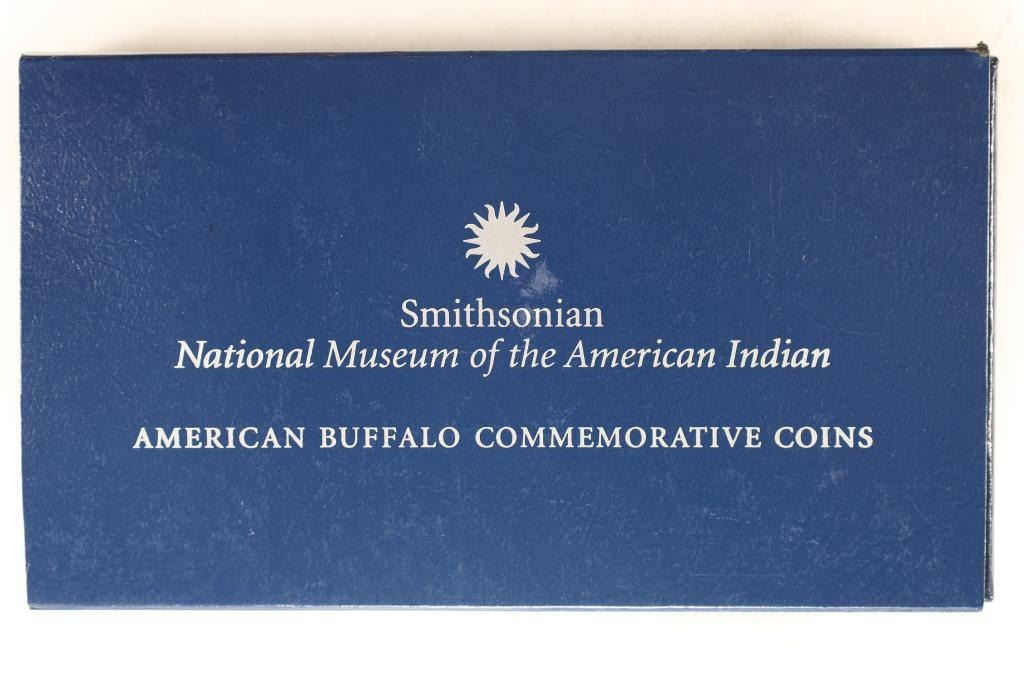 Smithsonian
National Museum of the American Indian
AMERICAN BUFFALO COMMEMORATIVE COINS